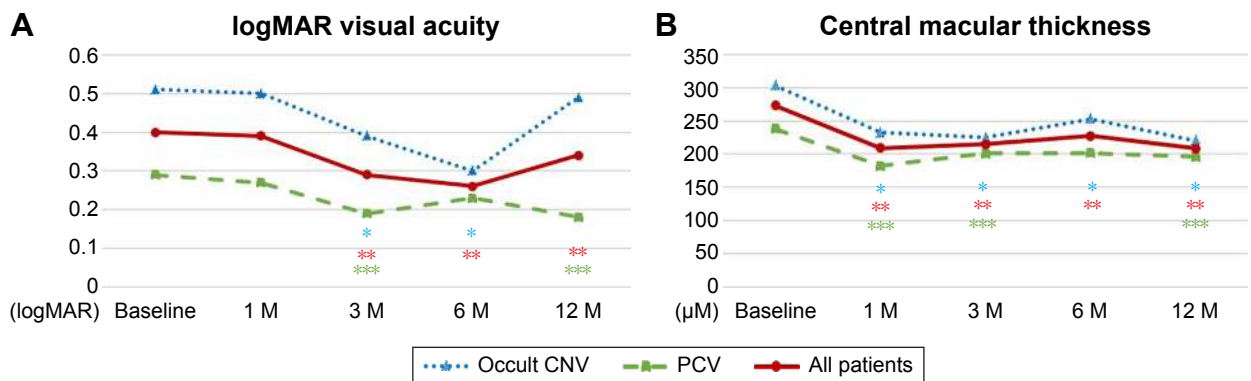 A logMAR visual acuity
0.6
0.5
0.4
0.3
0.2
0.1
0
* *
** ** **
*** ***
(logMAR) Baseline 1 M 3 M 6 M 12 M
B Central macular thickness
350
300
250
200
150
100
50
0
* * * *
** ** ** **
*** *** ***
(µM) Baseline 1 M 3 M 6 M 12 M
Occult CNV PCV All patients